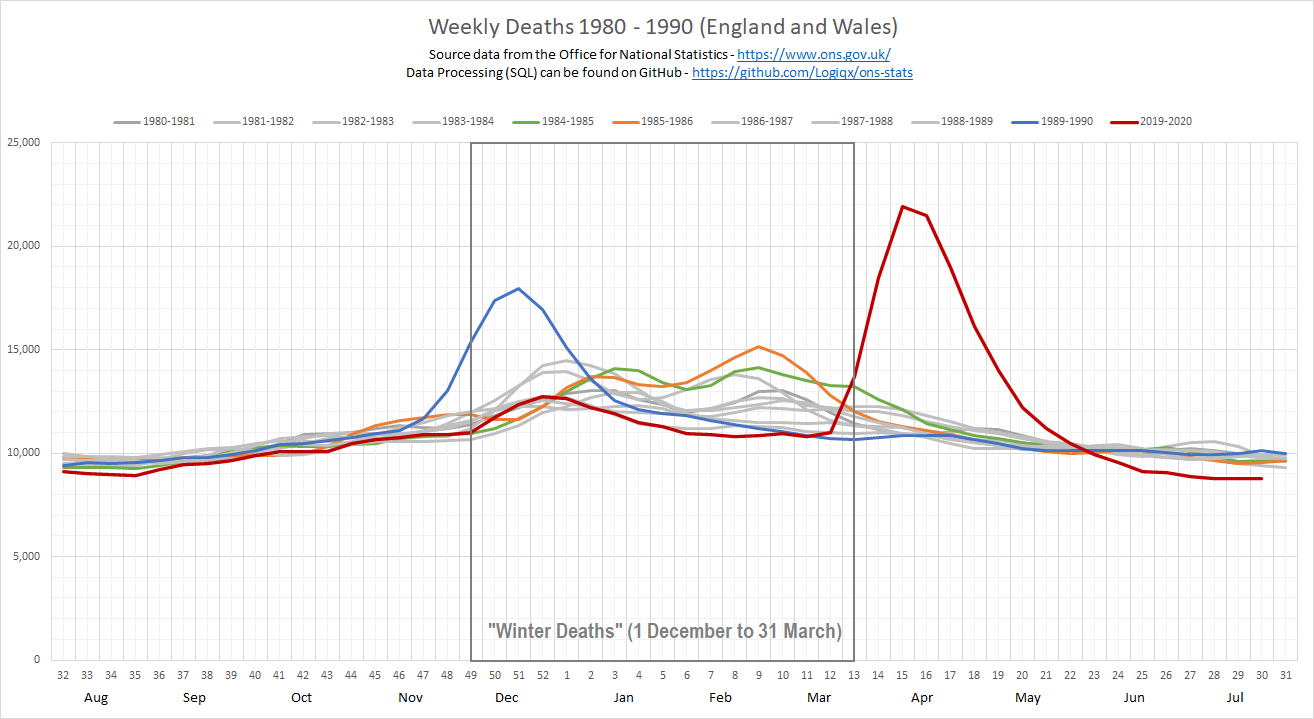 Weekly Deaths 1980 - 1990 (England and Wales)
Source data from the Office for National Statistics - https://www.ons.gov.uk/
Data Processing (SQL) can be found on GitHub - https://github.com/Logiqx/ons-stats
1980-1981 1981-1982 1982-1983 1983-1984 1984-1985 1985-1986 1986-1987 1987-1988 1988-1989 1989-1990 2019-2020
25,000
20,000
15,000
10,000
5,000
"Winter Deaths" (1 December to 31 March)
0
32 33 34 35 36 37 38 39 40 41 42 43 44 45 46 47 48 49 50 51 52 1 2 3 4 5 6 7 8 9 10 11 12 13 14 15 16 17 18 19 20 21 22 23 24 25 26 27 28 29 30 31
Aug Sep Oct Nov Dec Jan Feb Mar Apr May Jun Jul